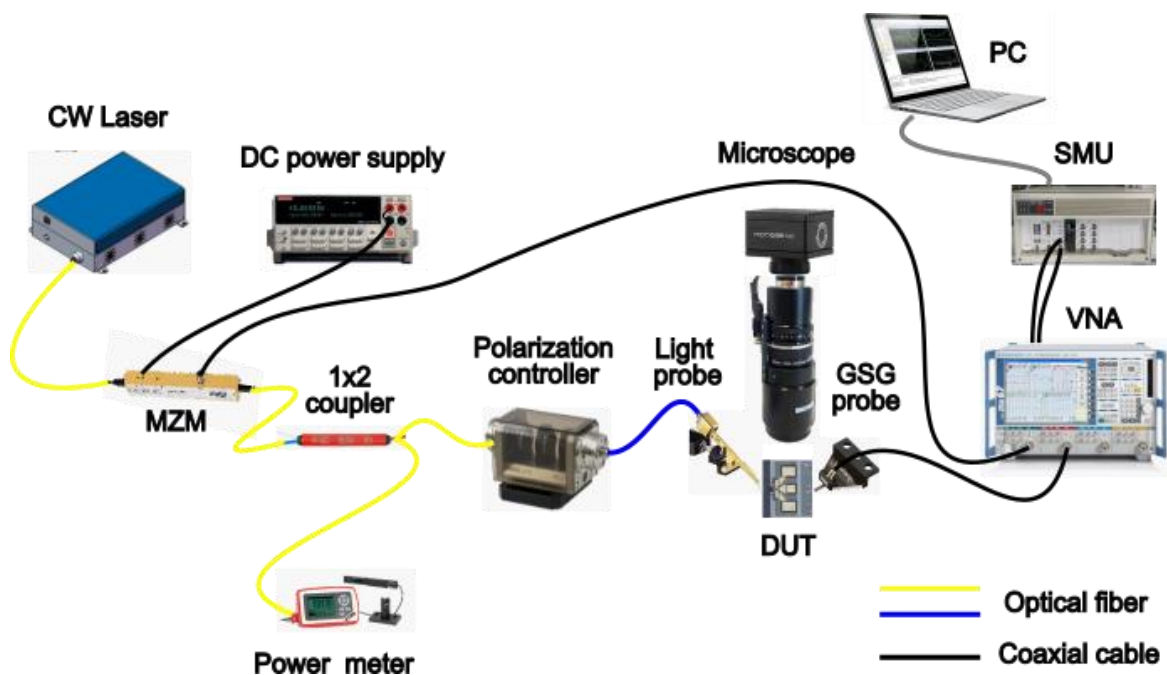 PC
CW Laser
DC power supply
Microscope
SMU
VNA
Polarization
controller
Light
probe
GSG
probe
1x2
coupler
MZM
DUT
Optical fiber
Coaxial cable
Power meter